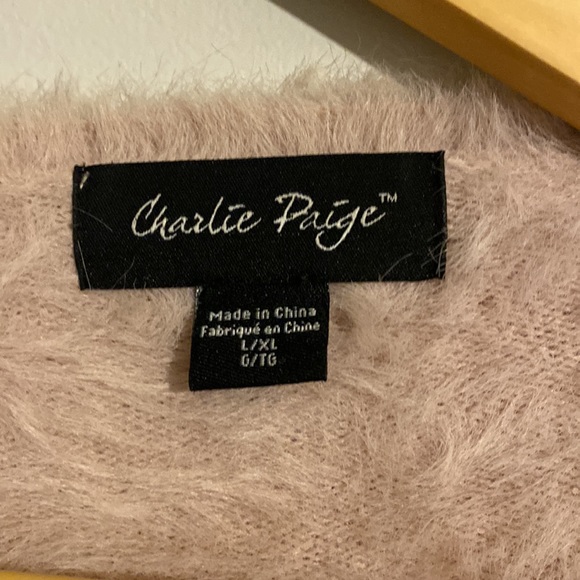 Charlie Paige™
Made in China
Fabriqué en Chine
L/XL
G/TG